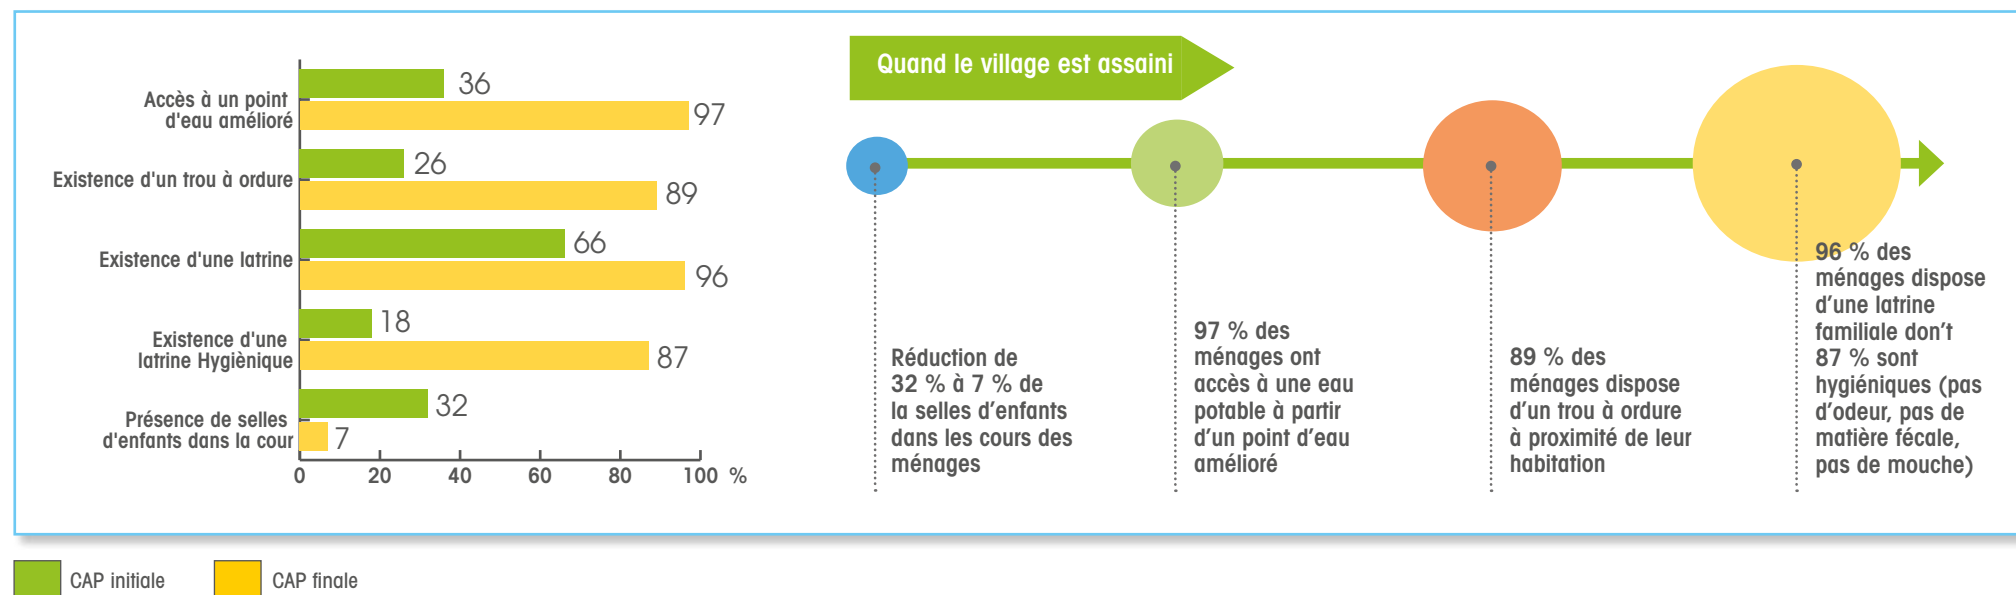 Accès à un point
d'eau amélioré
36
97
Existence d'un trou à ordure
26
89
Existence d'une latrine
66
96
Existence d'une
latrine Hygiènique
18
87
Présence de selles
d'enfants dans la cour
32
7
0 20 40 60 80 100 %
Quand le village est assaini
Réduction de
32 % à 7 % de
la selles d’enfants
dans les cours des
ménages
97 % des
ménages ont
accès à une eau
potable à partir
d’un point d’eau
amélioré
89 % des
ménages dispose
d’un trou à ordure
à proximité de leur
habitation
96 % des
ménages dispose
d’une latrine
familiale don’t
87 % sont
hygiéniques (pas
d’odeur, pas de
matière fécale,
pas de mouche)
CAP initiale
CAP finale